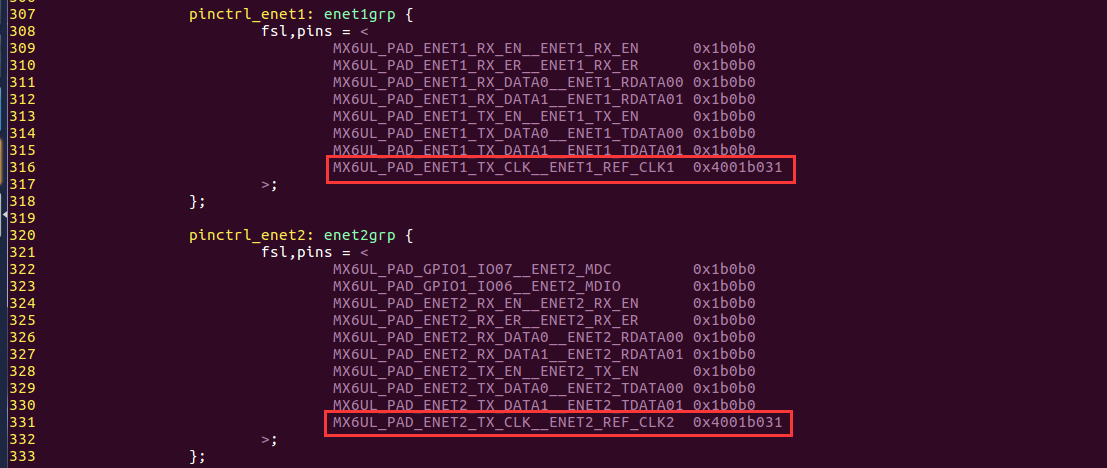 307 pinctrl_enet1: enet1grp {
308 fsl,pins = <
309 MX6UL_PAD_ENET1_RX_EN__ENET1_RX_EN 0x1b0b0
310 MX6UL_PAD_ENET1_RX_ER__ENET1_RX_ER 0x1b0b0
311 MX6UL_PAD_ENET1_RX_DATA0__ENET1_RDATA00 0x1b0b0
312 MX6UL_PAD_ENET1_RX_DATA1__ENET1_RDATA01 0x1b0b0
313 MX6UL_PAD_ENET1_TX_EN__ENET1_TX_EN 0x1b0b0
314 MX6UL_PAD_ENET1_TX_DATA0__ENET1_TDATA00 0x1b0b0
315 MX6UL_PAD_ENET1_TX_DATA1__ENET1_TDATA01 0x1b0b0
316 MX6UL_PAD_ENET1_TX_CLK__ENET1_REF_CLK1 0x4001b031
317 >;
318 };
319
320 pinctrl_enet2: enet2grp {
321 fsl,pins = <
322 MX6UL_PAD_GPIO1_IO07__ENET2_MDC 0x1b0b0
323 MX6UL_PAD_GPIO1_IO06__ENET2_MDIO 0x1b0b0
324 MX6UL_PAD_ENET2_RX_EN__ENET2_RX_EN 0x1b0b0
325 MX6UL_PAD_ENET2_RX_ER__ENET2_RX_ER 0x1b0b0
326 MX6UL_PAD_ENET2_RX_DATA0__ENET2_RDATA00 0x1b0b0
327 MX6UL_PAD_ENET2_RX_DATA1__ENET2_RDATA01 0x1b0b0
328 MX6UL_PAD_ENET2_TX_EN__ENET2_TX_EN 0x1b0b0
329 MX6UL_PAD_ENET2_TX_DATA0__ENET2_TDATA00 0x1b0b0
330 MX6UL_PAD_ENET2_TX_DATA1__ENET2_TDATA01 0x1b0b0
331 MX6UL_PAD_ENET2_TX_CLK__ENET2_REF_CLK2 0x4001b031
332 >;
333 };